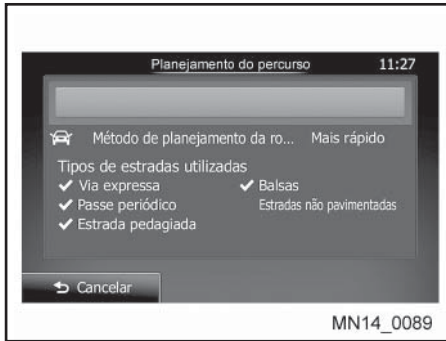 Planejamento do percurso 11:27
Método de planejamento da ro... Mais rápido
Tipos de estradas utilizadas
Via expressa Balsas
Passe periódico Estradas não pavimentadas
Estrada pedagiada
Cancelar
MN14_0089